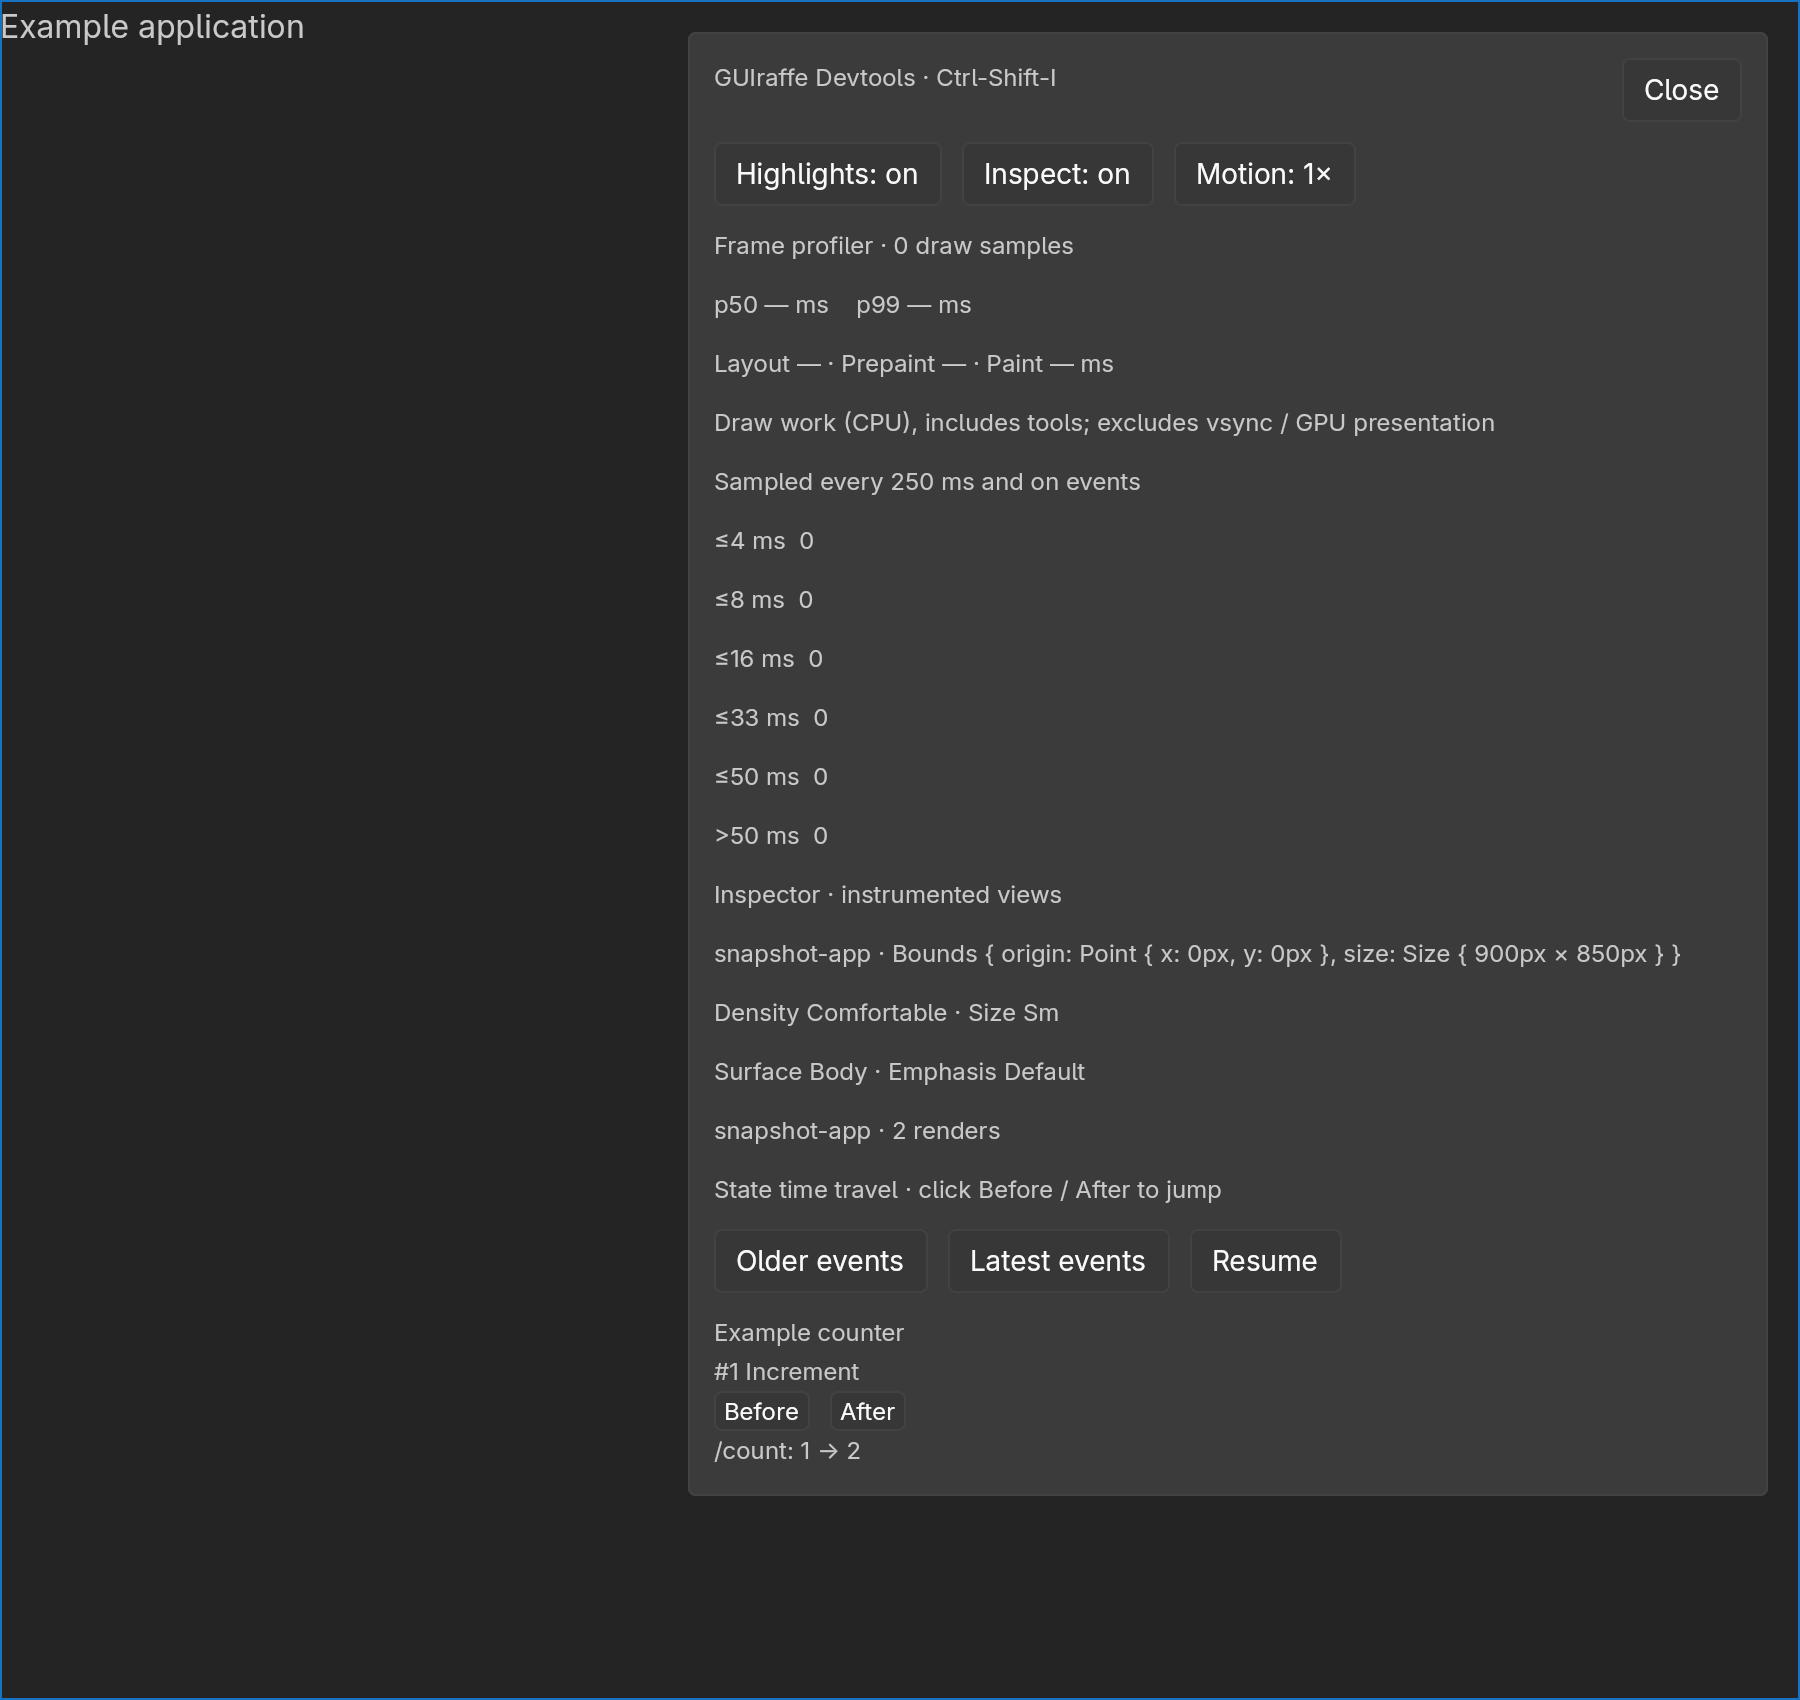 Example application
GUIraffe Devtools · Ctrl-Shift-I
Close
Highlights: on
Inspect: on
Motion: 1×
Frame profiler · 0 draw samples
p50 — ms p99 — ms
Layout — · Prepaint — · Paint — ms
Draw work (CPU), includes tools; excludes vsync / GPU presentation
Sampled every 250 ms and on events
≤4 ms 0
≤8 ms 0
≤16 ms 0
≤33 ms 0
≤50 ms 0
>50 ms 0
Inspector · instrumented views
snapshot-app · Bounds { origin: Point { x: 0px, y: 0px }, size: Size { 900px × 850px } }
Density Comfortable · Size Sm
Surface Body · Emphasis Default
snapshot-app · 2 renders
State time travel · click Before / After to jump
Older events
Latest events
Resume
Example counter
#1 Increment
Before
After
/count: 1 → 2